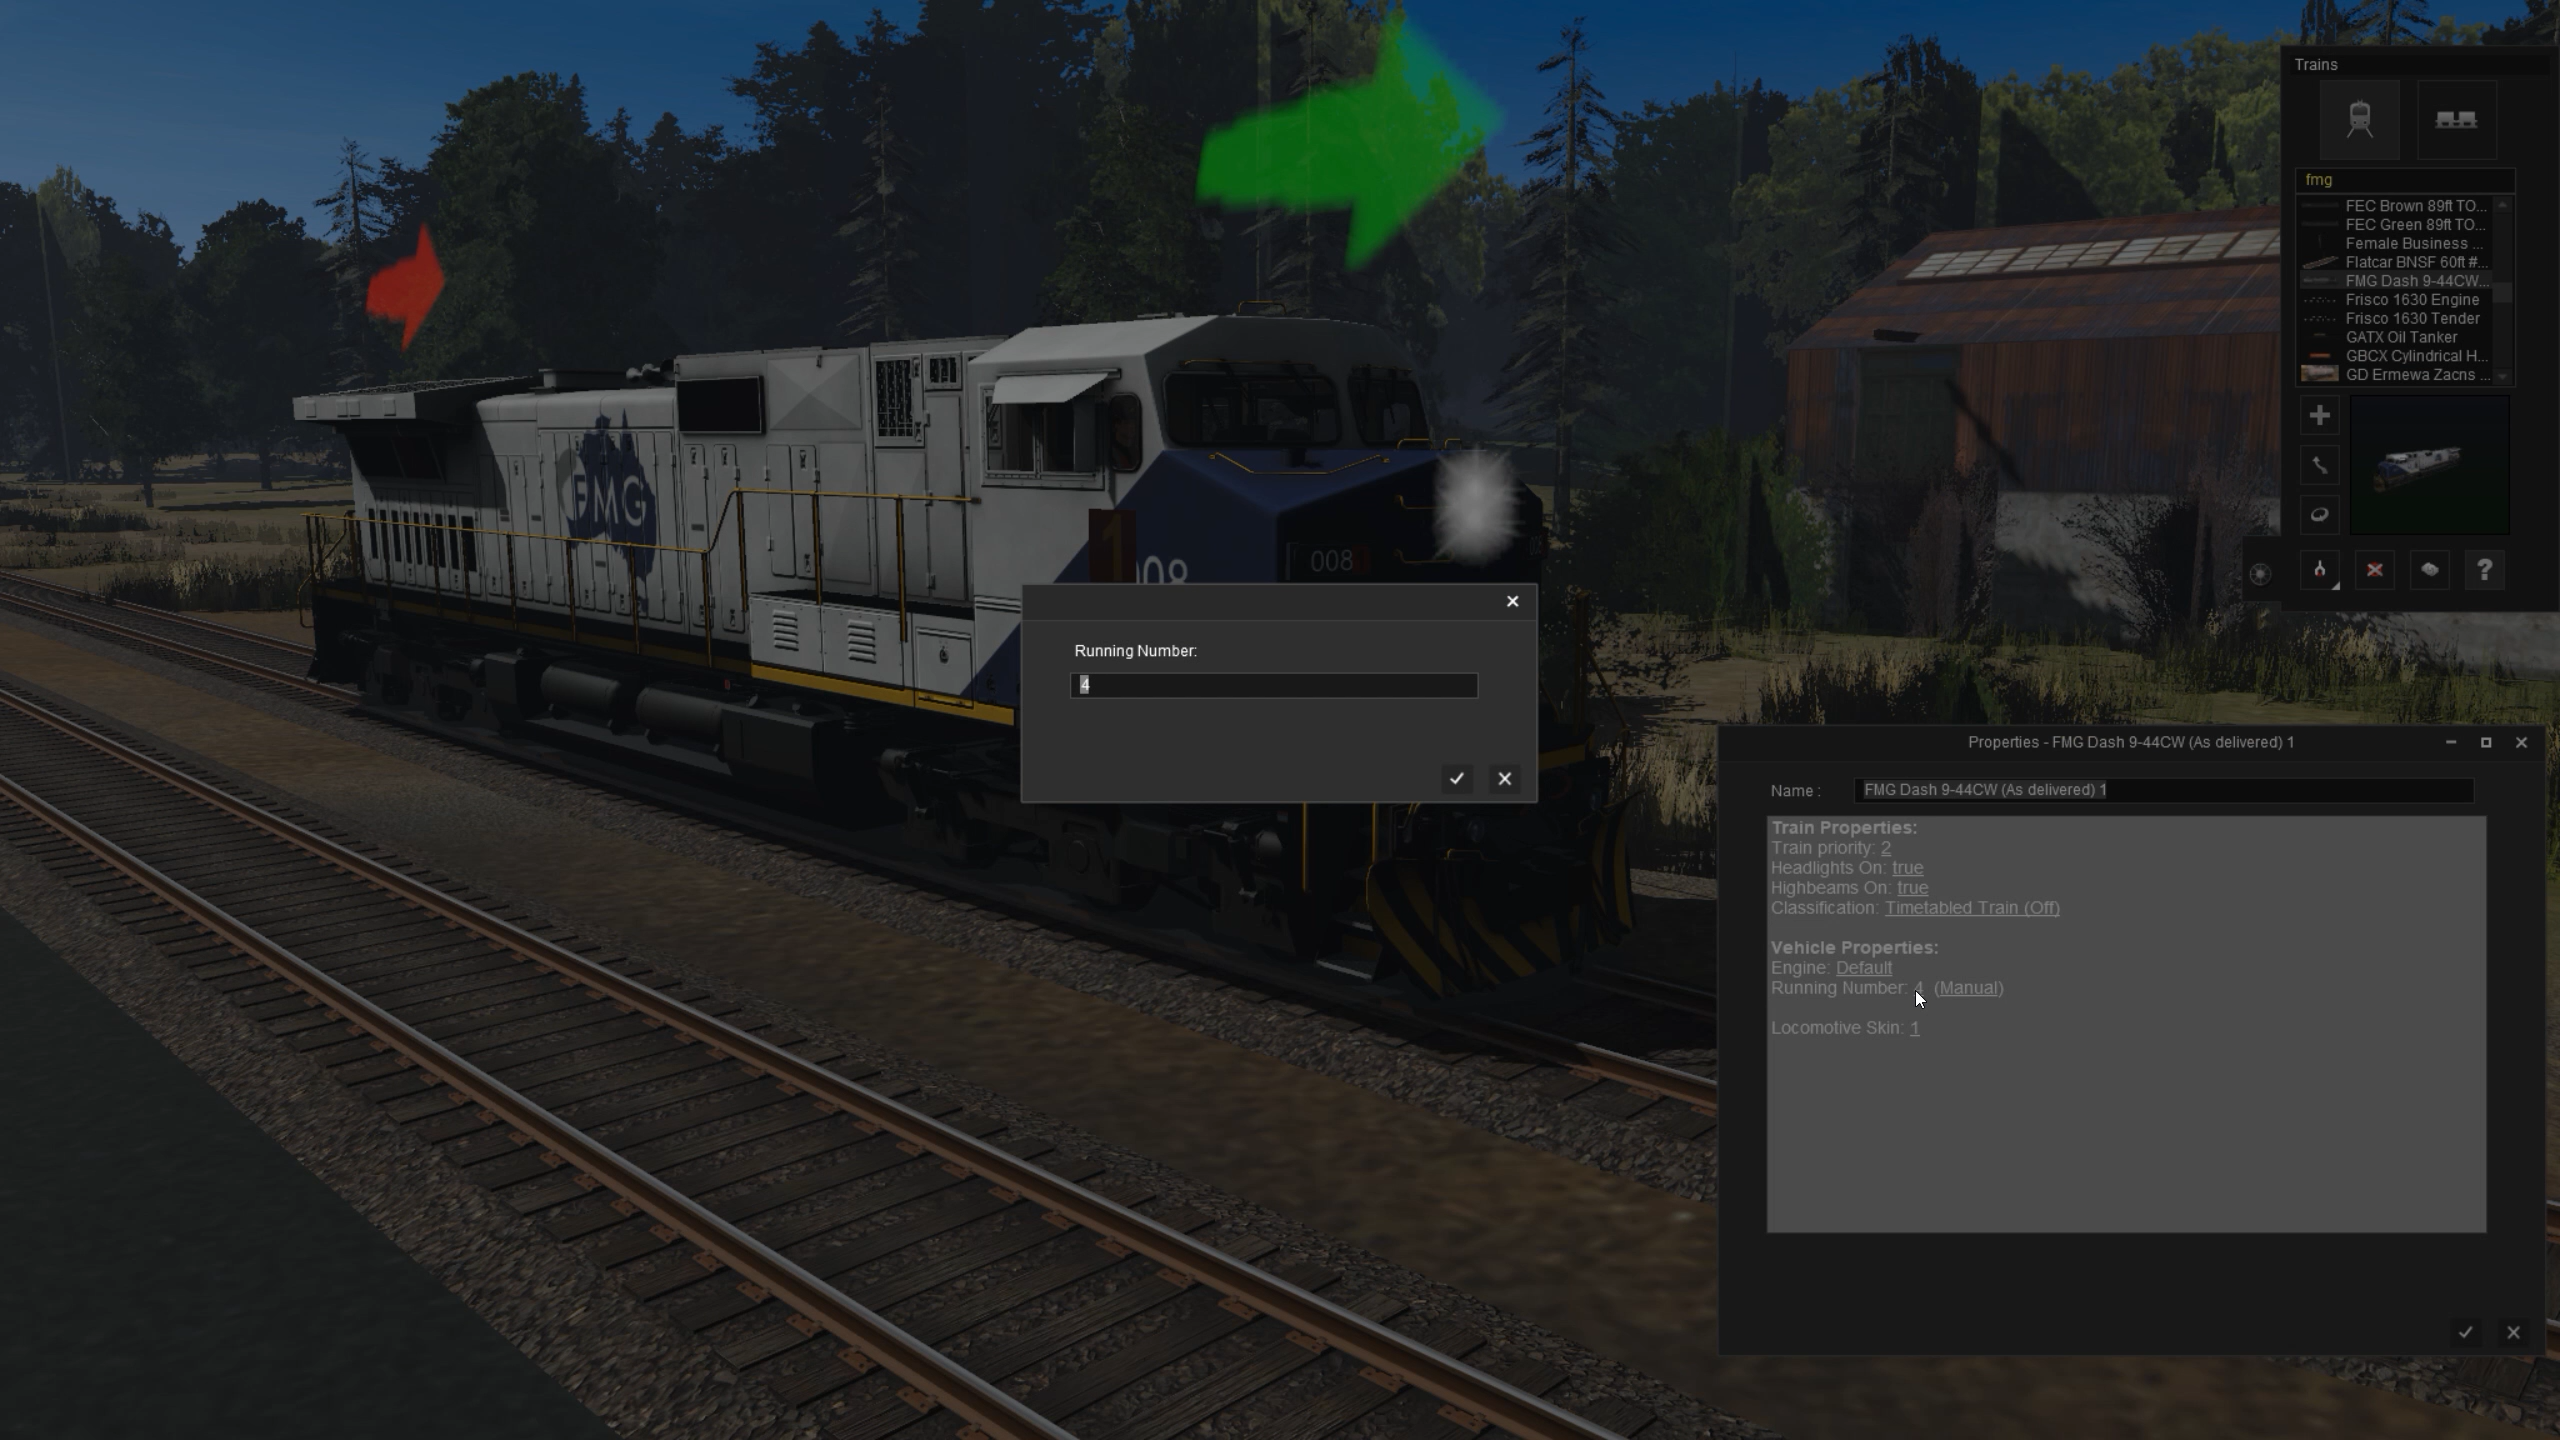 Trains
fmg
FEC Brown 89ft TO...
FEC Green 89ft TO...
Female Business ...
Flatcar BNSF 60ft #...
FMG Dash 9-44CW...
Frisco 1630 Engine
Frisco 1630 Tender
GATX Oil Tanker
GBCX Cylindrical H...
GD Ermewa Zacns ...
?
FMG
1
008
008
Running Number:
4
Properties - FMG Dash 9-44CW (As delivered) 1
Name : FMG Dash 9-44CW (As delivered) 1
Train Properties:
Train priority: 2
Headlights On: true
Highbeams On: true
Classification: Timetabled Train (Off)
Vehicle Properties:
Engine: Default
Running Number: 4 (Manual)
Locomotive Skin: 1